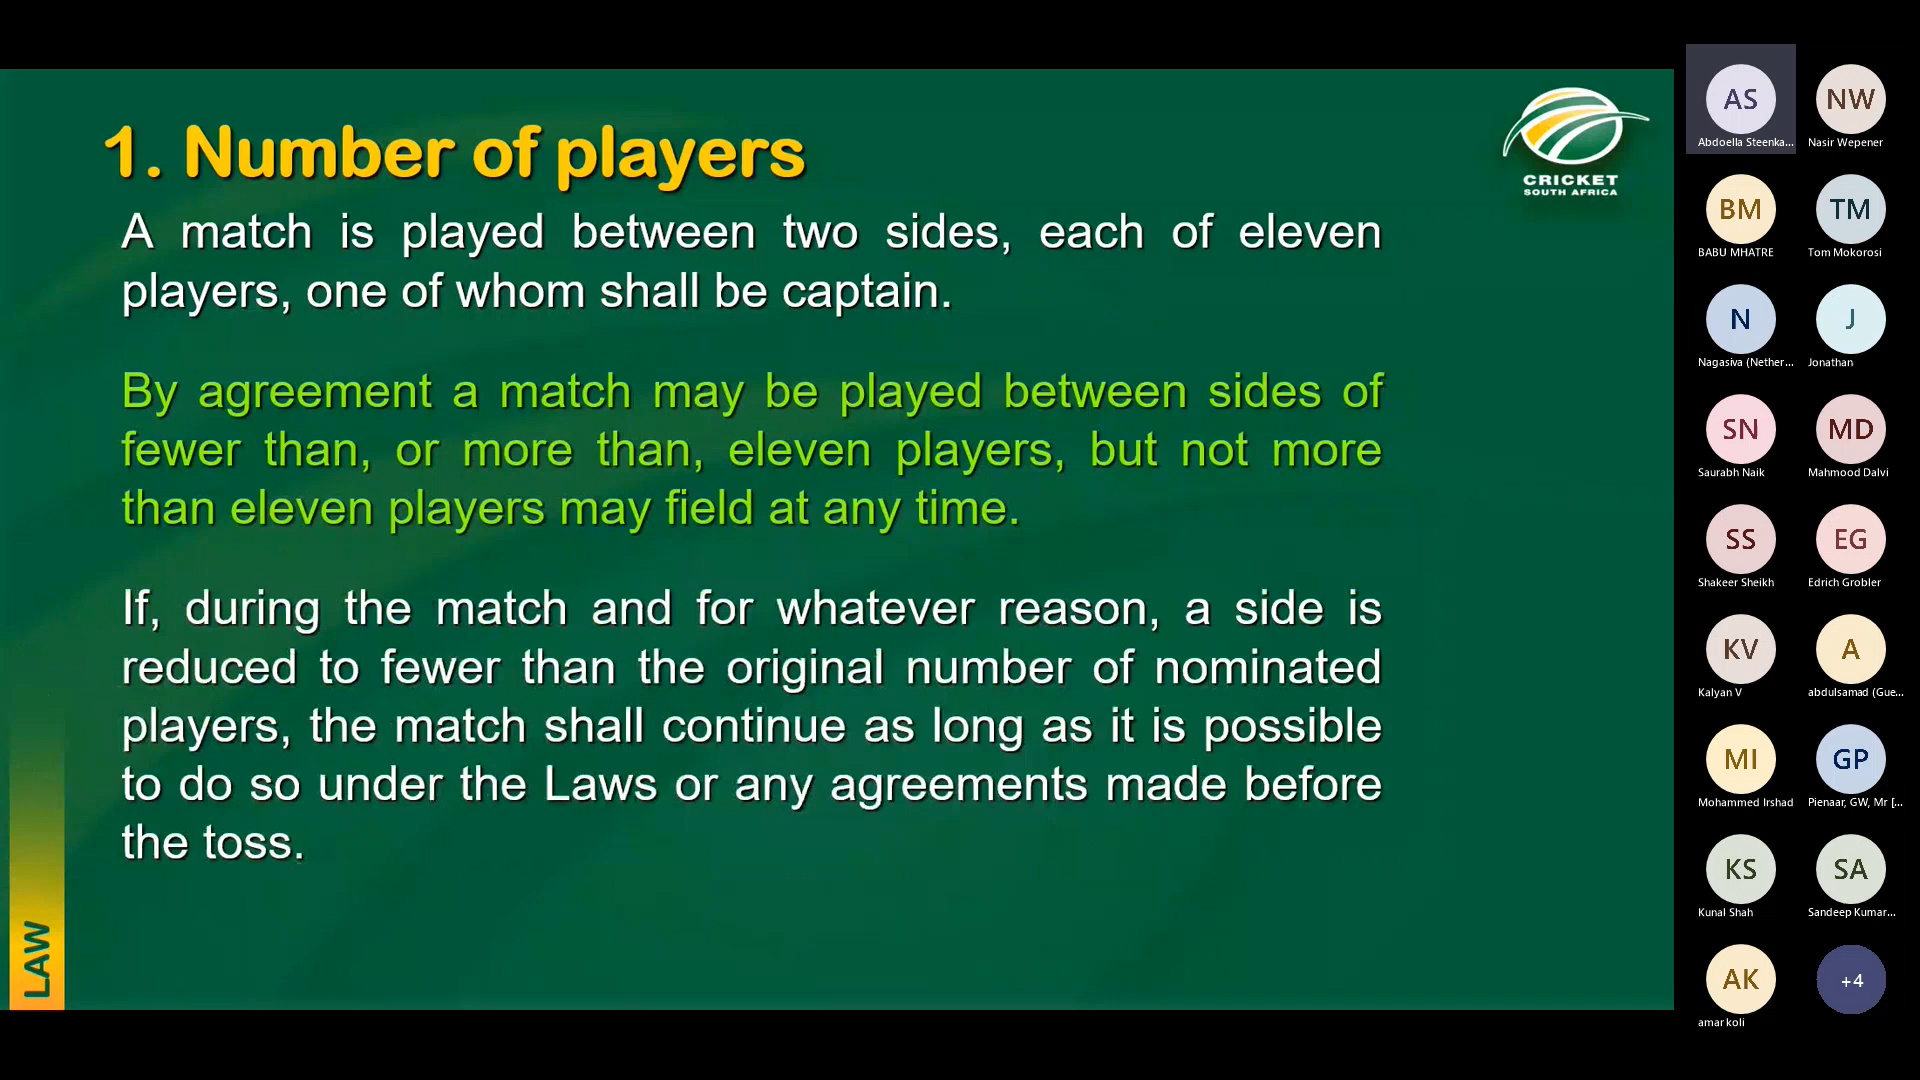 1. Number of players
A match is played between two sides, each of eleven
players, one of whom shall be captain.
By agreement a match may be played between sides of
fewer than, or more than, eleven players, but not more
than eleven players may field at any time.
If, during the match and for whatever reason, a side is
reduced to fewer than the original number of nominated
players, the match shall continue as long as it is possible
to do so under the Laws or any agreements made before
the toss.
LAW
CRICKET
SOUTH AFRICA
AS
Abdoella Steenka...
NW
Nasir Wepener
BM
BABU MHATRE
TM
Tom Mokorosi
N
Nagasiva (Nether...
J
Jonathan
SN
Saurabh Naik
MD
Mahmood Dalvi
SS
Shakeer Sheikh
EG
Edrich Grobler
KV
Kalyan V
A
abdulsamad (Gue...
MI
Mohammed Irshad
GP
Pienaar, GW, Mr [...
KS
Kunal Shah
SA
Sandeep Kumar...
AK
amar koli
+4